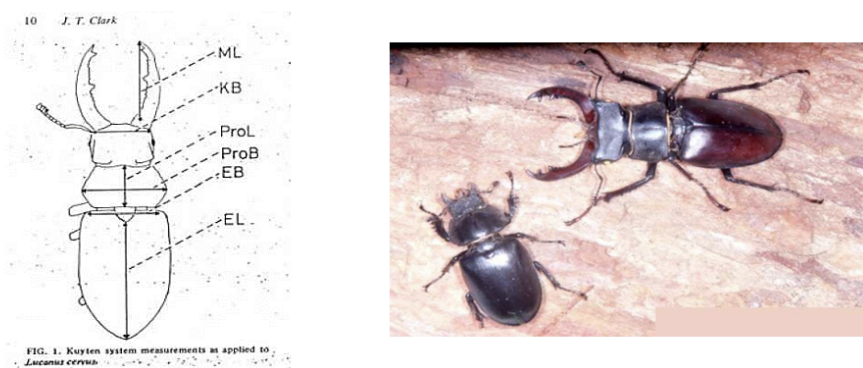 10 J. T. Clark
ML
KB
ProL
ProB
EB
EL
FIG. 1. Kuyten system measurements as applied to
Lucanus cervus.